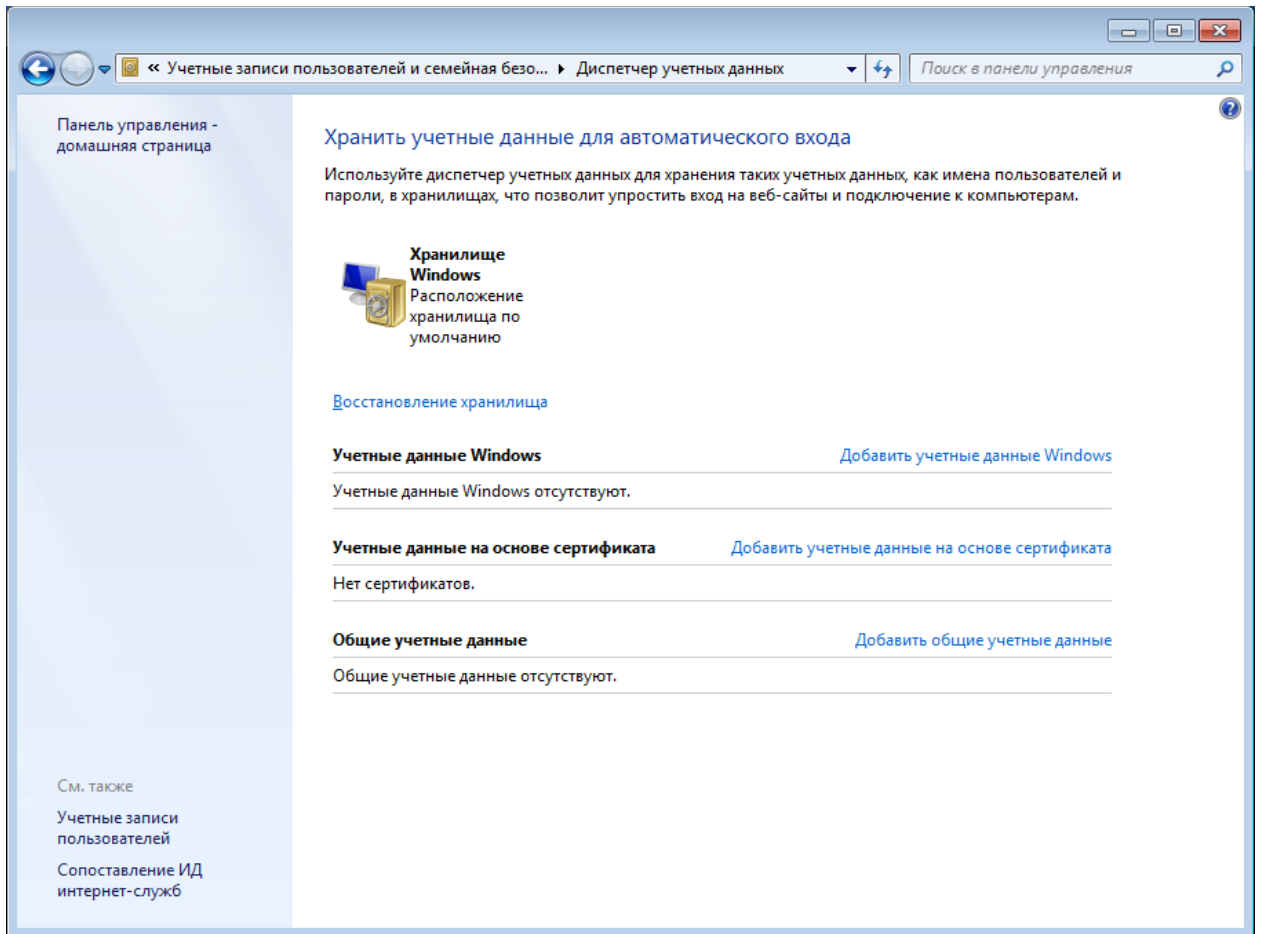 « Учетные записи пользователей и семейная безо... Диспетчер учетных данных
Поиск в панели управления
Панель управления -
домашняя страница
Хранить учетные данные для автоматического входа
Используйте диспетчер учетных данных для хранения таких учетных данных, как имена пользователей и
пароли, в хранилищах, что позволит упростить вход на веб-сайты и подключение к компьютерам.
Хранилище
Windows
Расположение
хранилища по
умолчанию
Восстановление хранилища
Учетные данные Windows Добавить учетные данные Windows
Учетные данные Windows отсутствуют.
Учетные данные на основе сертификата Добавить учетные данные на основе сертификата
Нет сертификатов.
Общие учетные данные Добавить общие учетные данные
Общие учетные данные отсутствуют.
См. также
Учетные записи
пользователей
Сопоставление ИД
интернет-служб